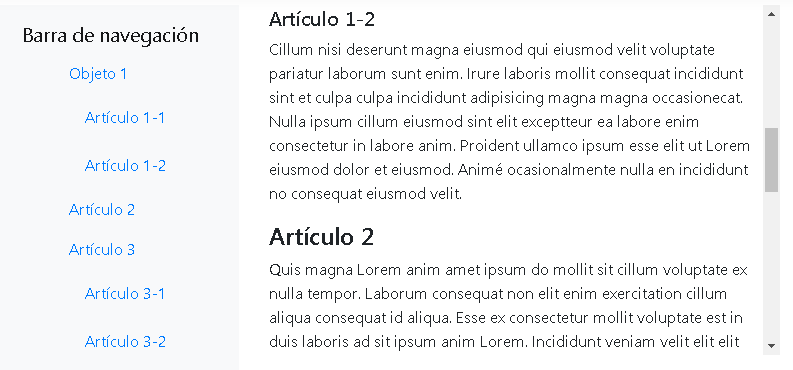 Barra de navegación
Objeto 1
Artículo 1-1
Artículo 1-2
Artículo 2
Artículo 3
Artículo 3-1
Artículo 3-2
Artículo 1-2
Cillum nisi deserunt magna eiusmod qui eiusmod velit voluptate
pariatur laborum sunt enim. Irure laboris mollit consequat incididunt
sint et culpa culpa incididunt adipisicing magna magna occasionecat.
Nulla ipsum cillum eiusmod sint elit exceptteur ea labore enim
consectetur in labore anim. Proident ullamco ipsum esse elit ut Lorem
eiusmod dolor et eiusmod. Animé ocasionalmente nulla en incididunt
no consequat eiusmod velit.
Artículo 2
Quis magna Lorem anim amet ipsum do mollit sit cillum voluptate ex
nulla tempor. Laborum consequat non elit enim exercitation cillum
aliqua consequat id aliqua. Esse ex consectetur mollit voluptate est in
duis laboris ad sit ipsum anim Lorem. Incididunt veniam velit elit elit